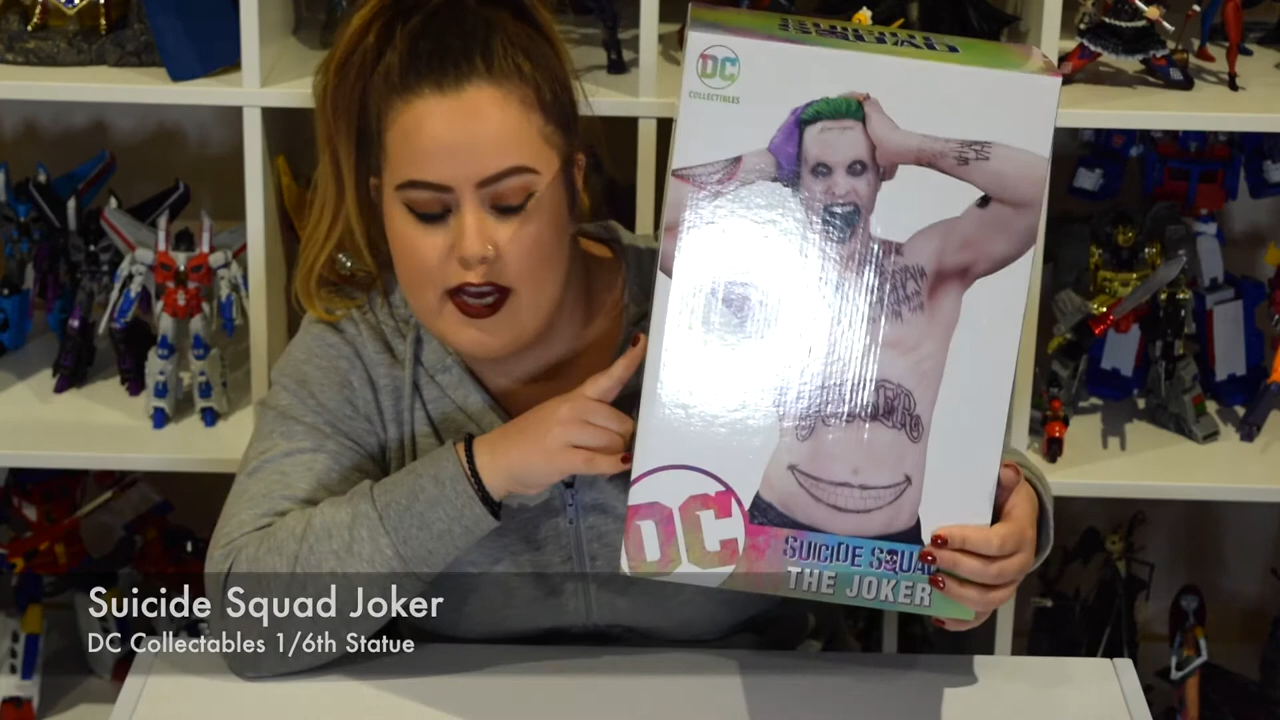 SUICIDE
SQUAD
DC
COLLECTIBLES
JOKER
DC
SUICIDE SQUAD
THE JOKER
Suicide Squad Joker
DC Collectables 1/6th Statue